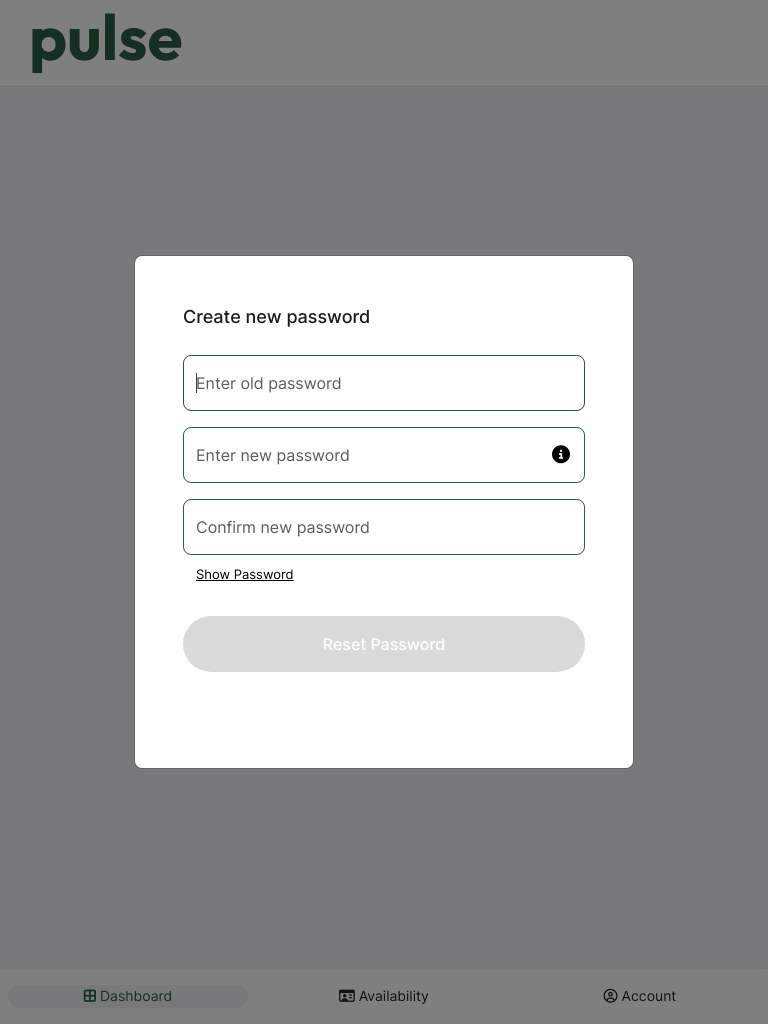 pulse
Create new password
Enter old password
Enter new password
Confirm new password
Show Password
Reset Password
Dashboard
Availability
Account